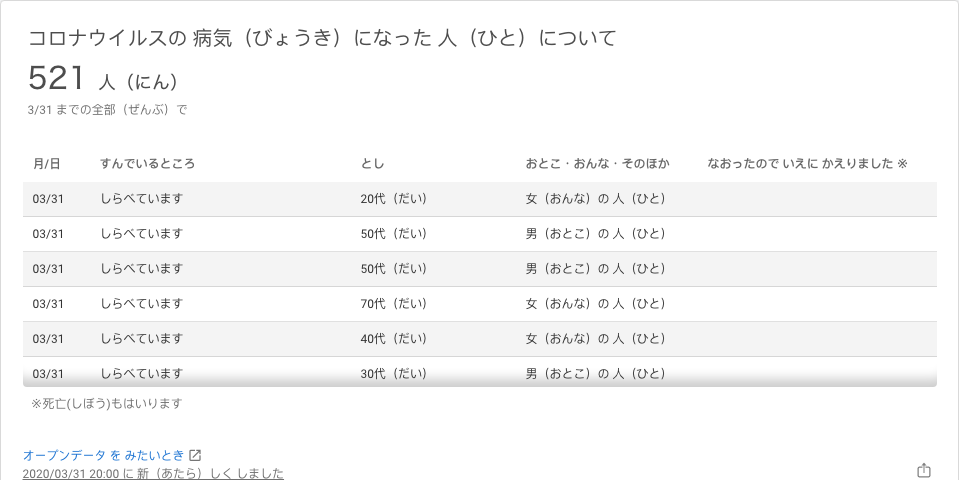 コロナウイルスの 病気（びょうき）になった 人（ひと）について
521 人（にん）
3/31 までの全部（ぜんぶ）で
月/日 すんでいるところ とし おとこ・おんな・そのほか なおったので いえに かえりました ※
03/31 しらべています 20代（だい） 女（おんな）の 人（ひと）
03/31 しらべています 50代（だい） 男（おとこ）の 人（ひと）
03/31 しらべています 50代（だい） 男（おとこ）の 人（ひと）
03/31 しらべています 70代（だい） 女（おんな）の 人（ひと）
03/31 しらべています 40代（だい） 女（おんな）の 人（ひと）
03/31 しらべています 30代（だい） 男（おとこ）の 人（ひと）
※死亡(しぼう)もはいります
オープンデータ を みたいとき
2020/03/31 20:00 に 新（あたら）しく しました